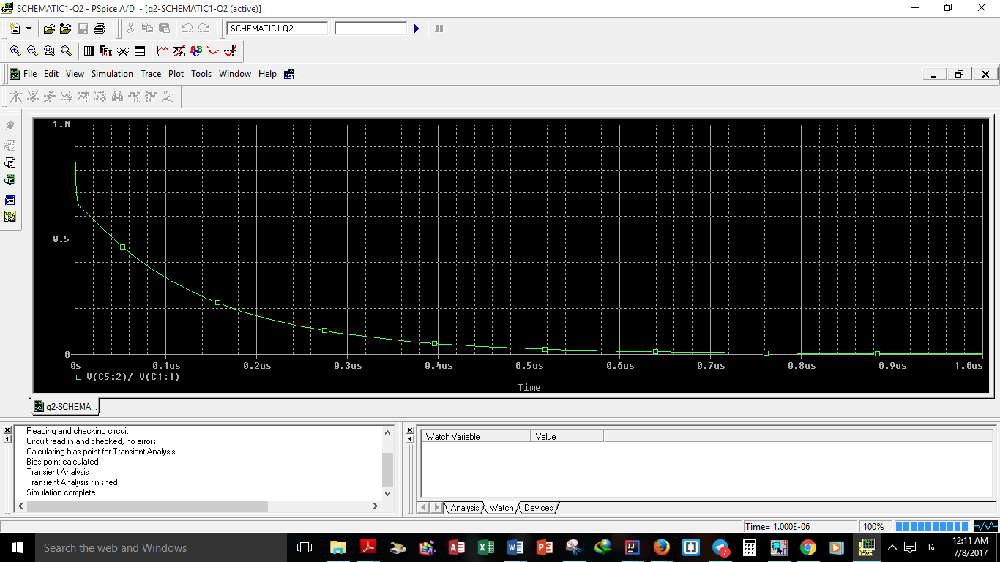 SCHEMATIC1-Q2 - PSpice A/D - [q2-SCHEMATIC1-Q2 (active)]
SCHEMATIC1-Q2
FFT
File Edit View Simulation Trace Plot Tools Window Help
1.0
0.5
0
0s 0.1us 0.2us 0.3us 0.4us 0.5us 0.6us 0.7us 0.8us 0.9us 1.0us
V(C5:2)/ V(C1:1)
Time
q2-SCHEMA...
Reading and checking circuit
Circuit read in and checked, no errors
Calculating bias point for Transient Analysis
Bias point calculated
Transient Analysis
Transient Analysis finished
Simulation complete
Watch Variable Value
Analysis Watch Devices
Time= 1.000E-06 100%
Search the web and Windows
7
فا
12:11 AM
7/8/2017